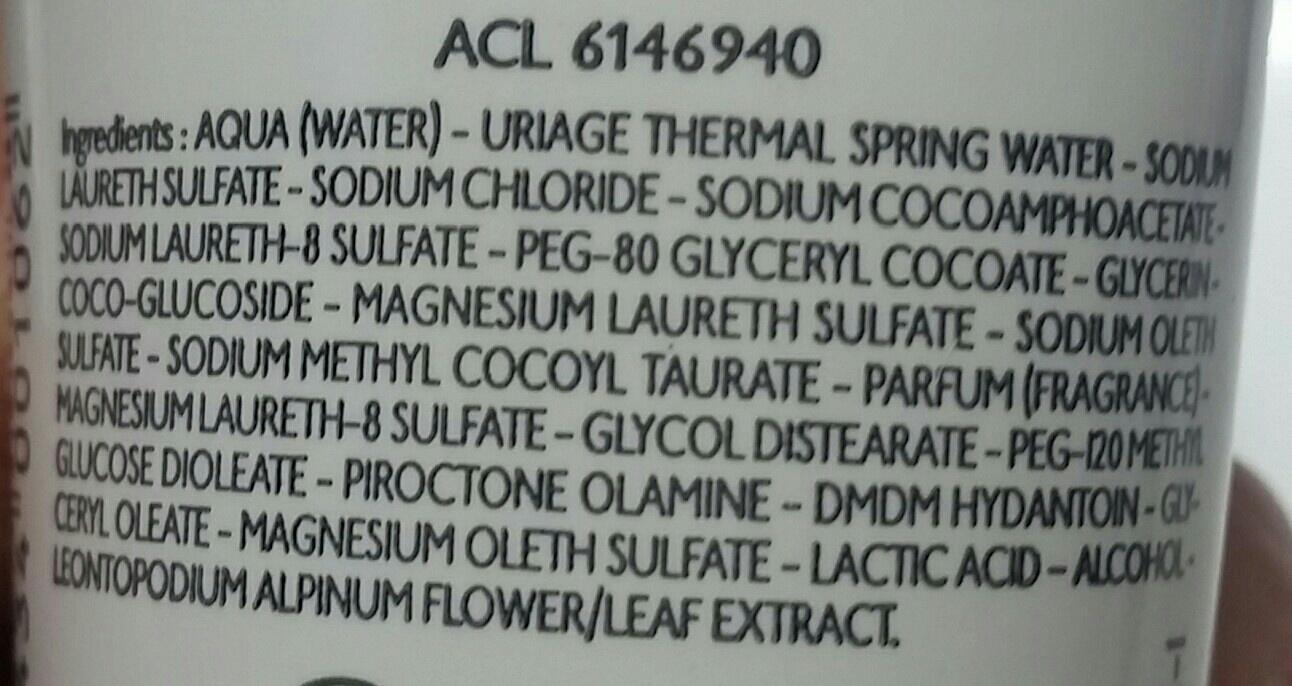 ACL 6146940
Ingredients : AQUA (WATER) – URIAGE THERMAL SPRING WATER – SODIUM
LAURETH SULFATE – SODIUM CHLORIDE – SODIUM COCOAMPHOACETATE -
SODIUM LAURETH-8 SULFATE – PEG-80 GLYCERYL COCOATE – GLYCERIN -
COCO-GLUCOSIDE – MAGNESIUM LAURETH SULFATE – SODIUM OLETH
SULFATE – SODIUM METHYL COCOYL TAURATE – PARFUM (FRAGRANCE) -
MAGNESIUM LAURETH-8 SULFATE – GLYCOL DISTEARATE – PEG-120 METHYL
GLUCOSE DIOLEATE – PIROCTONE OLAMINE – DMDM HYDANTOIN – GLY-
CERYL OLEATE – MAGNESIUM OLETH SULFATE – LACTIC ACID – ALCOHOL -
LEONTOPODIUM ALPINUM FLOWER/LEAF EXTRACT.